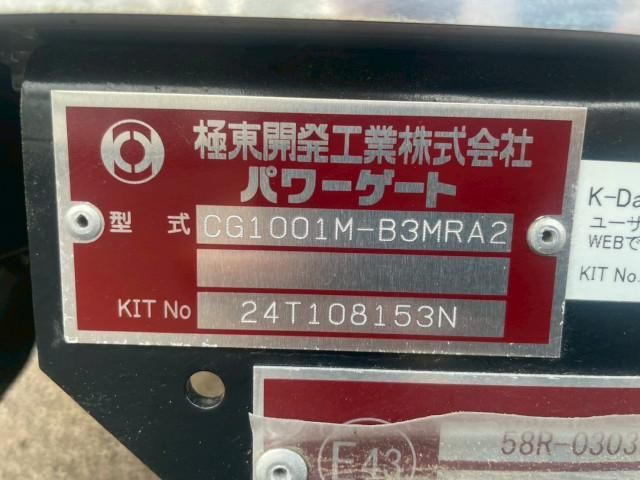 極東開発工業株式会社
パワーゲート
型 式 CG1001M-B3MRA2
KIT No 24T108153N
K-Da
ユーザ
WEBで
KIT No.
E43
58R-0303